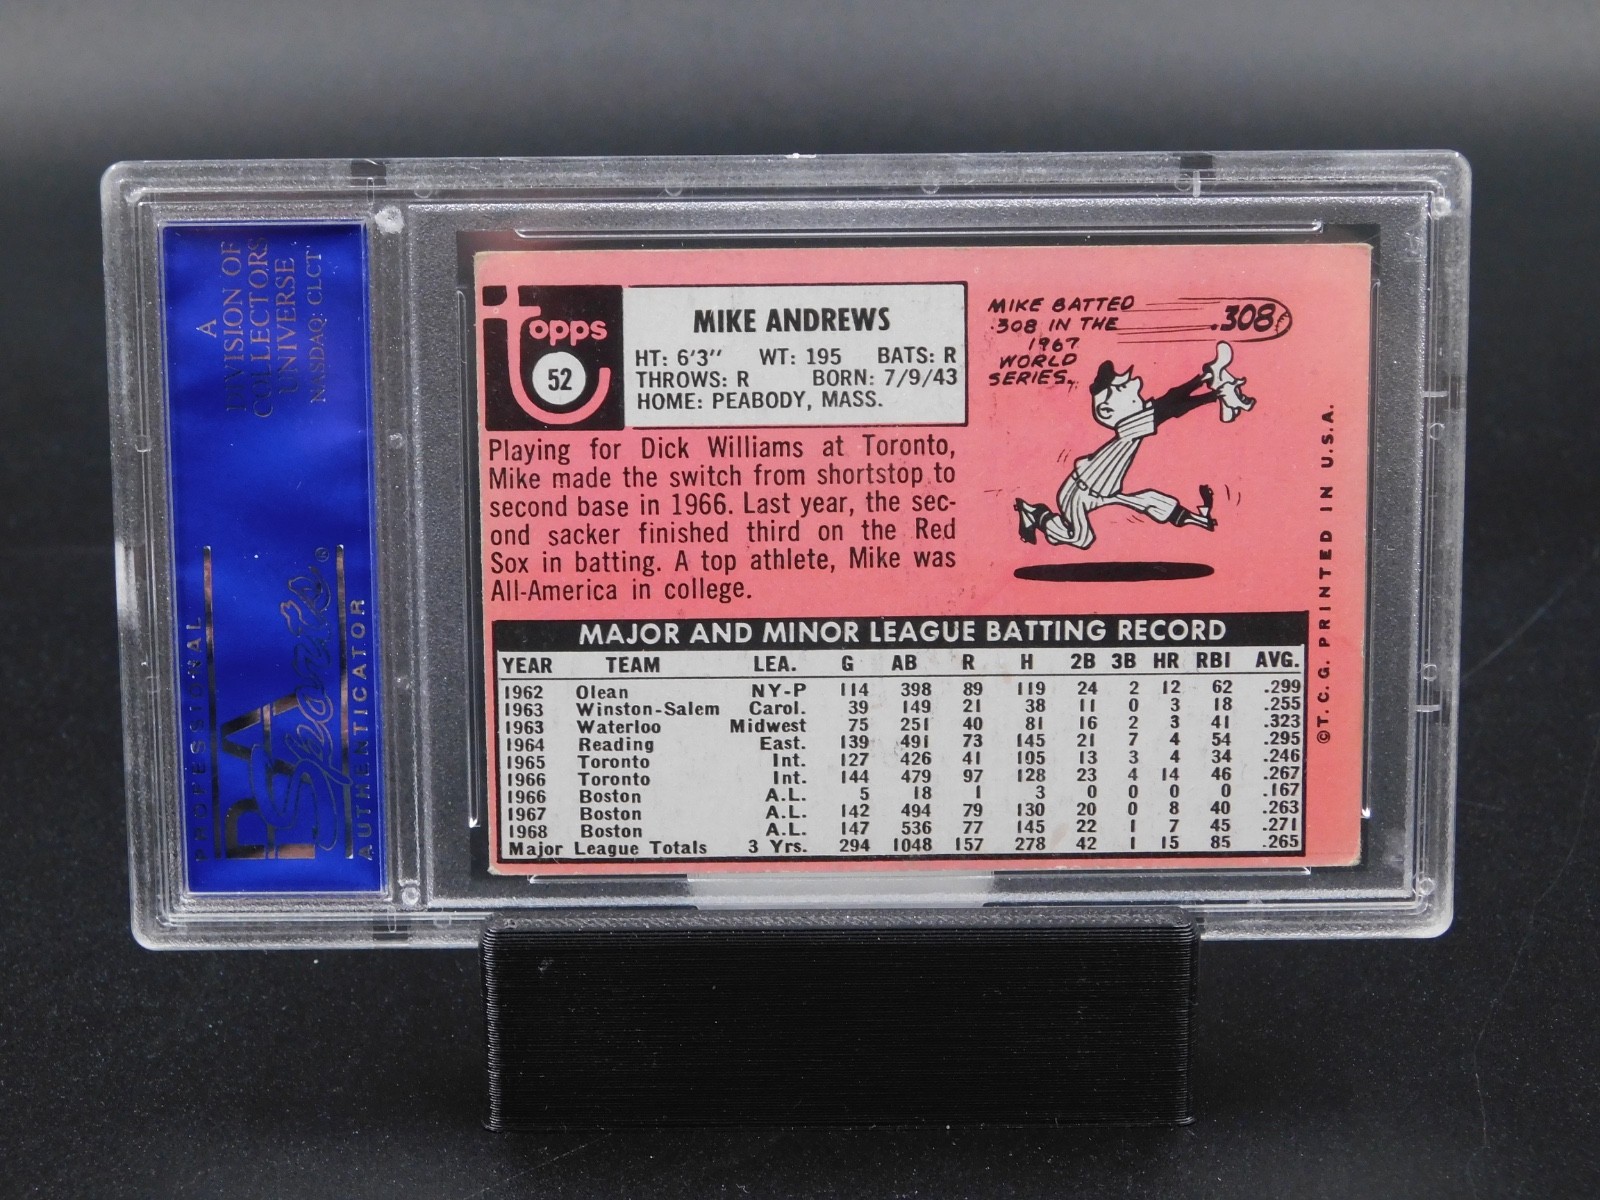 A
DIVISION OF
COLLECTORS
UNIVERSE
NASDAQ: CLCT
PROFESSIONAL
PSA
Sports®
AUTHENTICATOR
topps
52
MIKE ANDREWS
HT: 6'3" WT: 195 BATS: R
THROWS: R BORN: 7/9/43
HOME: PEABODY, MASS.
Playing for Dick Williams at Toronto,
Mike made the switch from shortstop to
second base in 1966. Last year, the sec-
ond sacker finished third on the Red
Sox in batting. A top athlete, Mike was
All-America in college.
MIKE BATTED
.308 IN THE
1967
WORLD
SERIES.
.308
MAJOR AND MINOR LEAGUE BATTING RECORD
YEAR TEAM LEA. G AB R H 2B 3B HR RBI AVG.
1962 Olean NY-P 114 398 89 119 24 2 12 62 .299
1963 Winston-Salem Carol. 39 149 21 38 11 0 3 18 .255
1963 Waterloo Midwest 75 251 40 81 16 2 3 41 .323
1964 Reading East. 139 491 73 145 21 7 4 54 .295
1965 Toronto Int. 127 426 41 105 13 3 4 34 .246
1966 Toronto Int. 144 479 97 128 23 4 14 46 .267
1966 Boston A.L. 5 18 1 3 0 0 0 0 .167
1967 Boston A.L. 142 494 79 130 20 0 8 40 .263
1968 Boston A.L. 147 536 77 145 22 1 7 45 .271
Major League Totals 3 Yrs. 294 1048 157 278 42 1 15 85 .265
©T. C. G. PRINTED IN U.S.A.